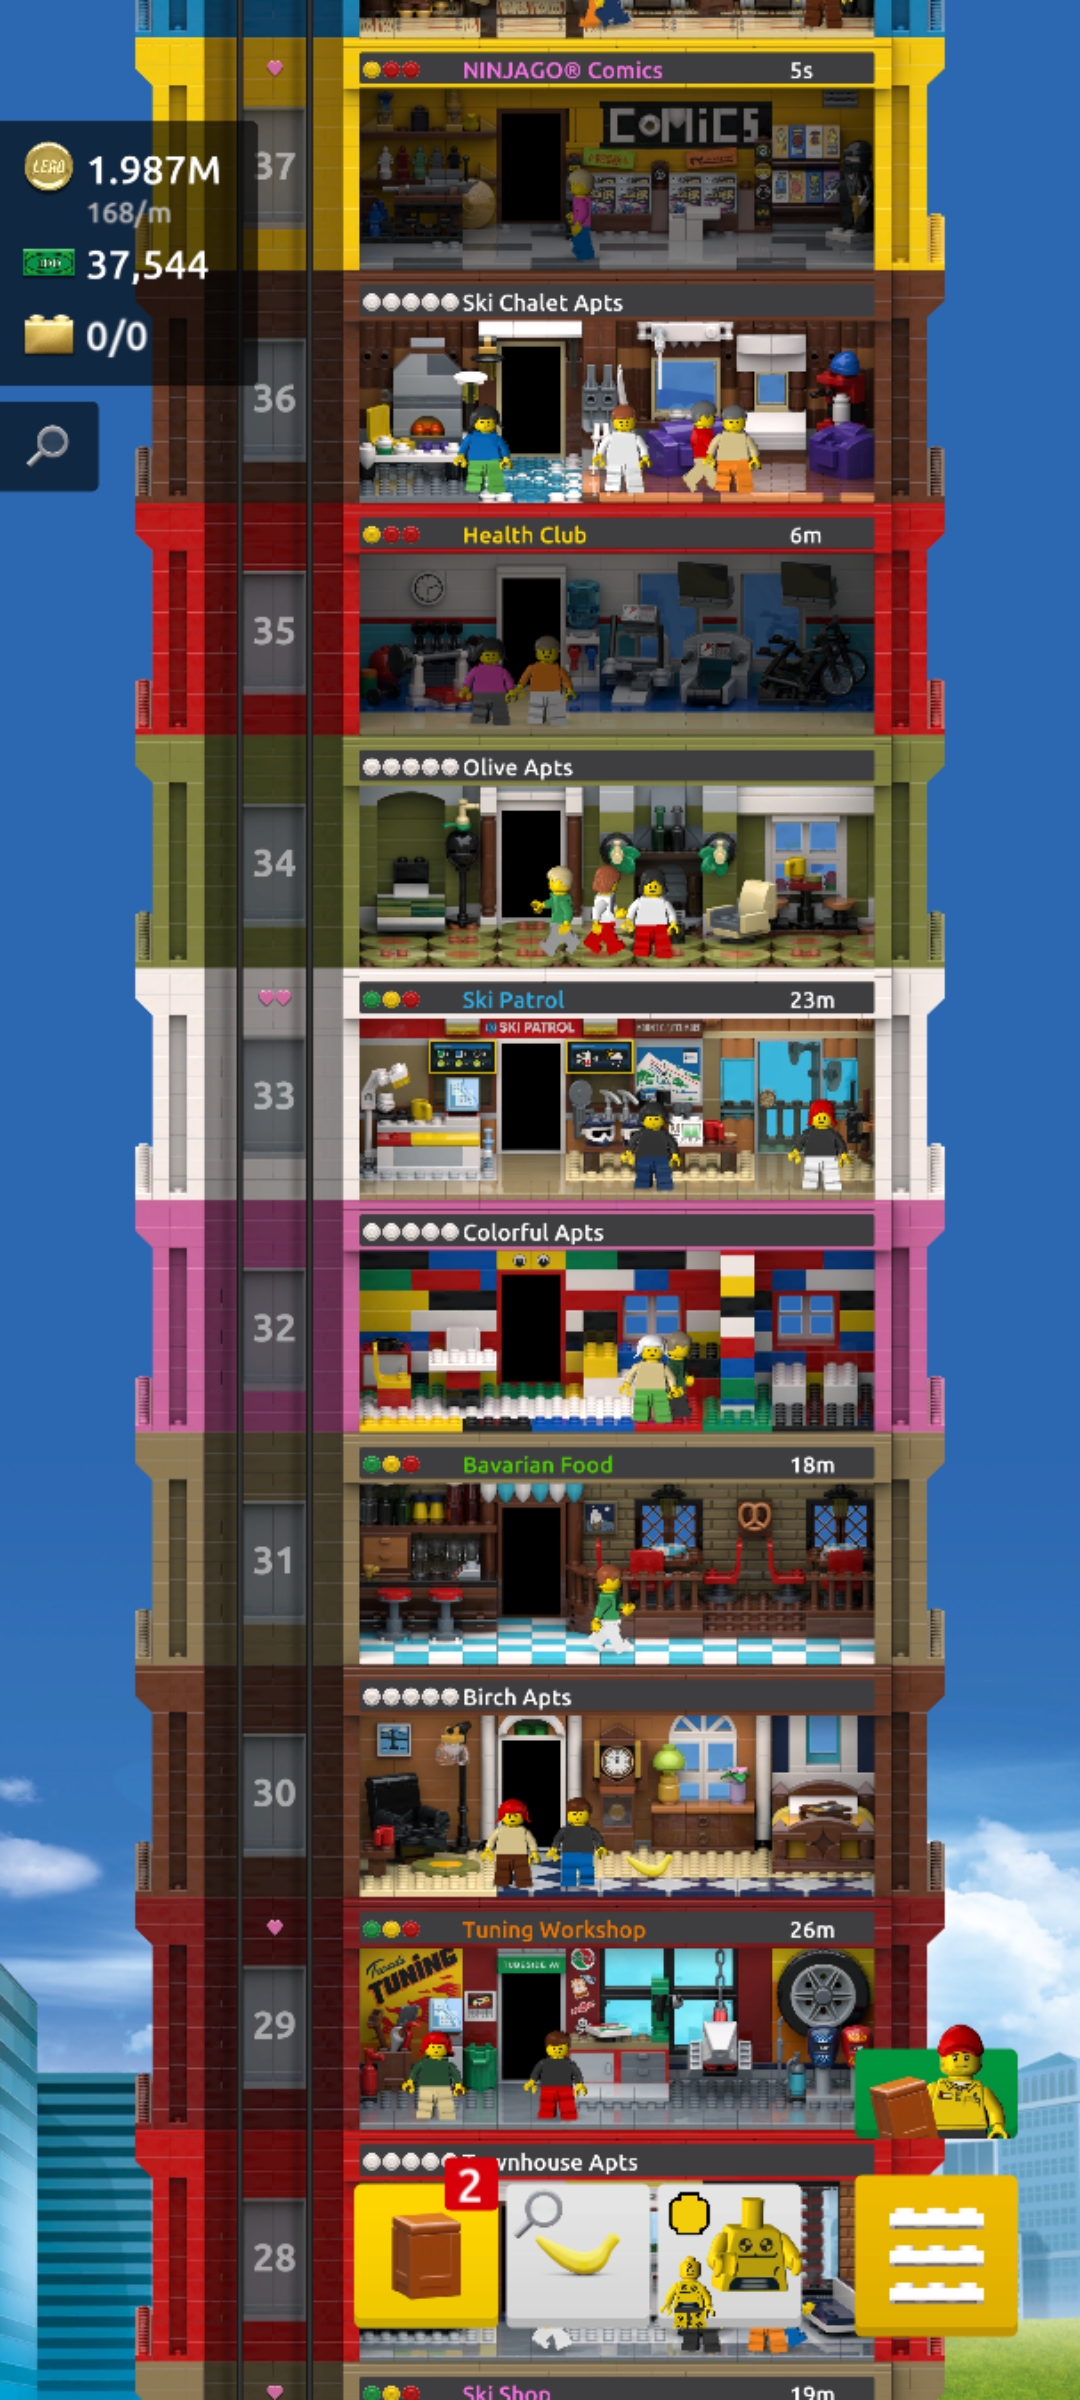 NINJAGO® Comics 5s
COMiCS
37
LEGO 1.987M
168/m
37,544
0/0
Ski Chalet Apts
36
Health Club 6m
35
Olive Apts
34
Ski Patrol 23m
SKI PATROL
33
Colorful Apts
32
Bavarian Food 18m
31
Birch Apts
30
Tuning Workshop 26m
TUNING
29
wnhouse Apts
2
28
Ski Shop 19m